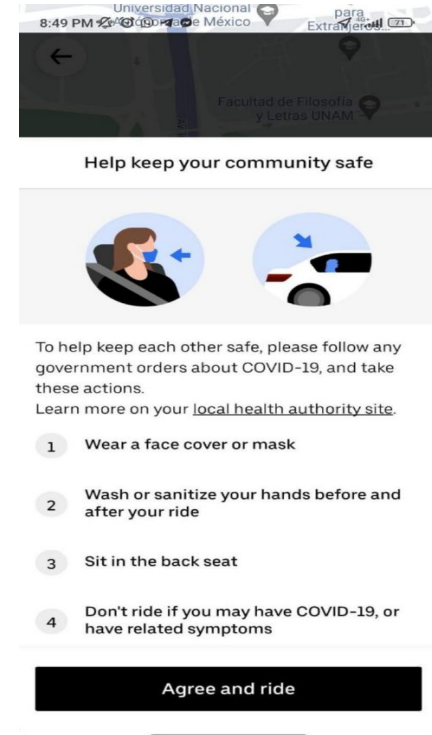 Universidad Nacional
para
8:49 PM
de México
Extranjeros...
71
Facultad de Filosofía
y Letras UNAM
Help keep your community safe
To help keep each other safe, please follow any
government orders about COVID-19, and take
these actions.
Learn more on your local health authority site.
1 Wear a face cover or mask
2 Wash or sanitize your hands before and
after your ride
3 Sit in the back seat
4 Don't ride if you may have COVID-19, or
have related symptoms
Agree and ride